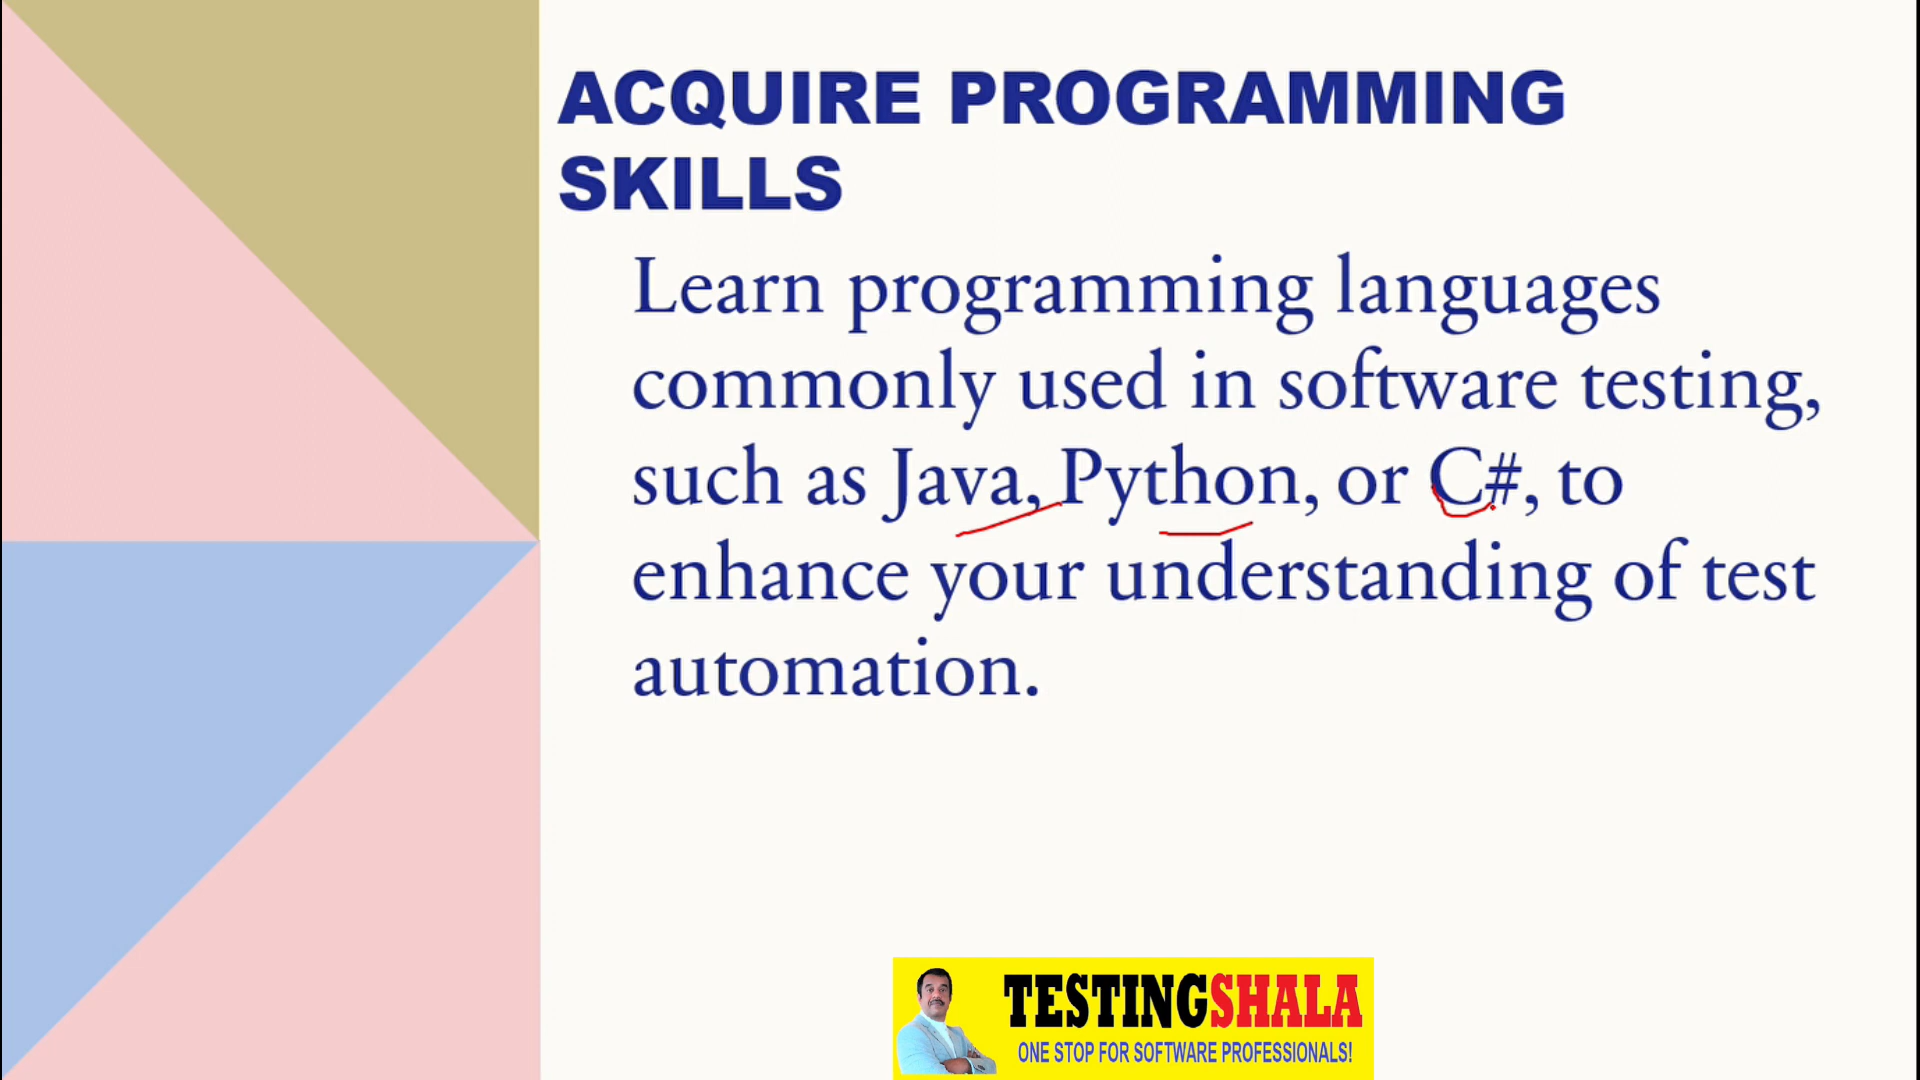 ACQUIRE PROGRAMMING
SKILLS
Learn programming languages
commonly used in software testing,
such as Java, Python, or C#, to
enhance your understanding of test
automation.
TESTINGSHALA
ONE STOP FOR SOFTWARE PROFESSIONALS!